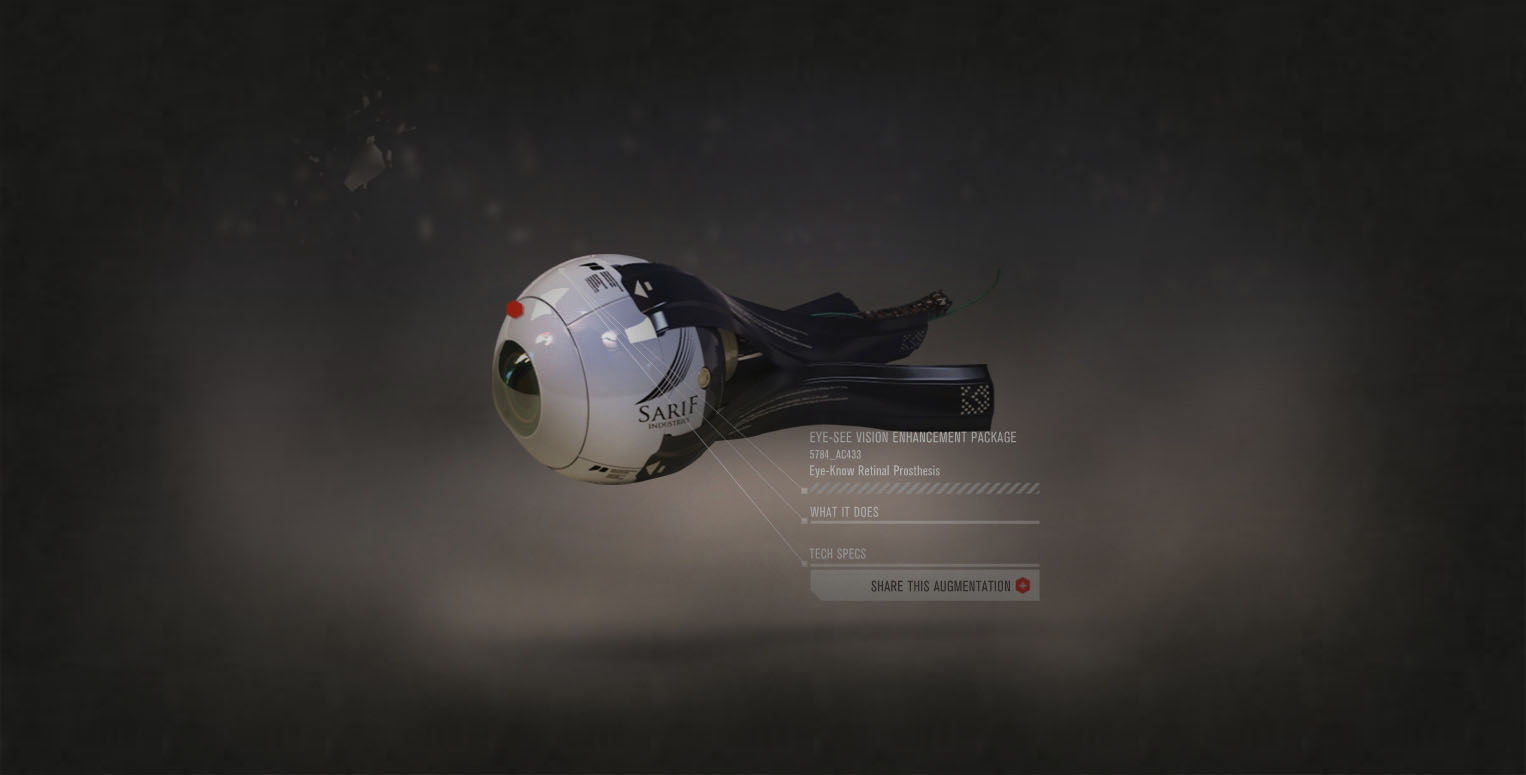 SARIF
INDUSTRIES
EYE-SEE VISION ENHANCEMENT PACKAGE
5784_AC433
Eye-Know Retinal Prosthesis
WHAT IT DOES
TECH SPECS
SHARE THIS AUGMENTATION